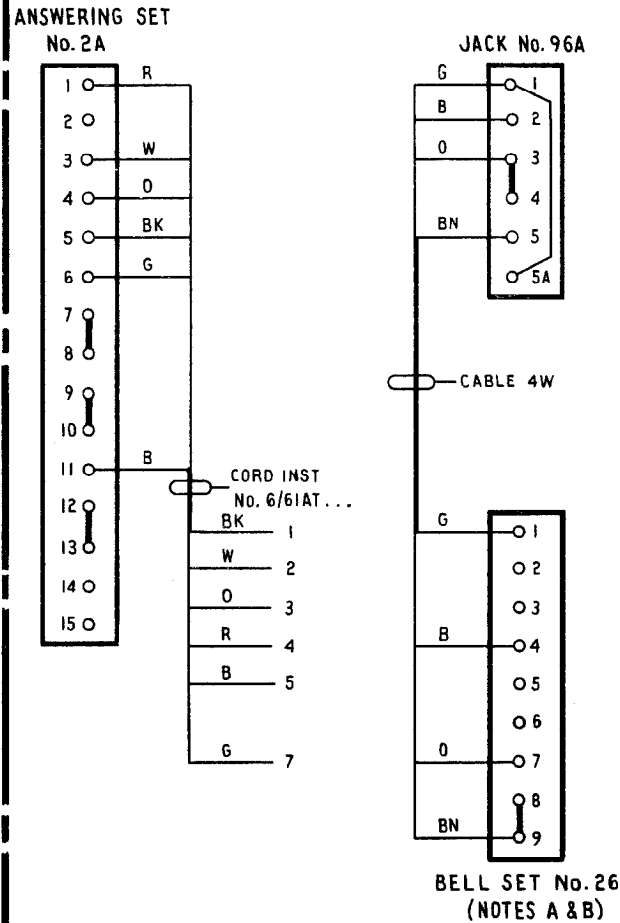 ANSWERING SET
No. 2A
1 R
2
3 W
4 O
5 BK
6 G
7
8
9
10
11 B
12
13
14
15
CORD INST
No. 6/61AT...
BK 1
W 2
O 3
R 4
B 5
G 7
JACK No. 96A
G 1
B 2
O 3
4
BN 5
5A
CABLE 4W
G 1
2
3
B 4
5
6
O 7
8
BN 9
BELL SET No. 26
(NOTES A & B)